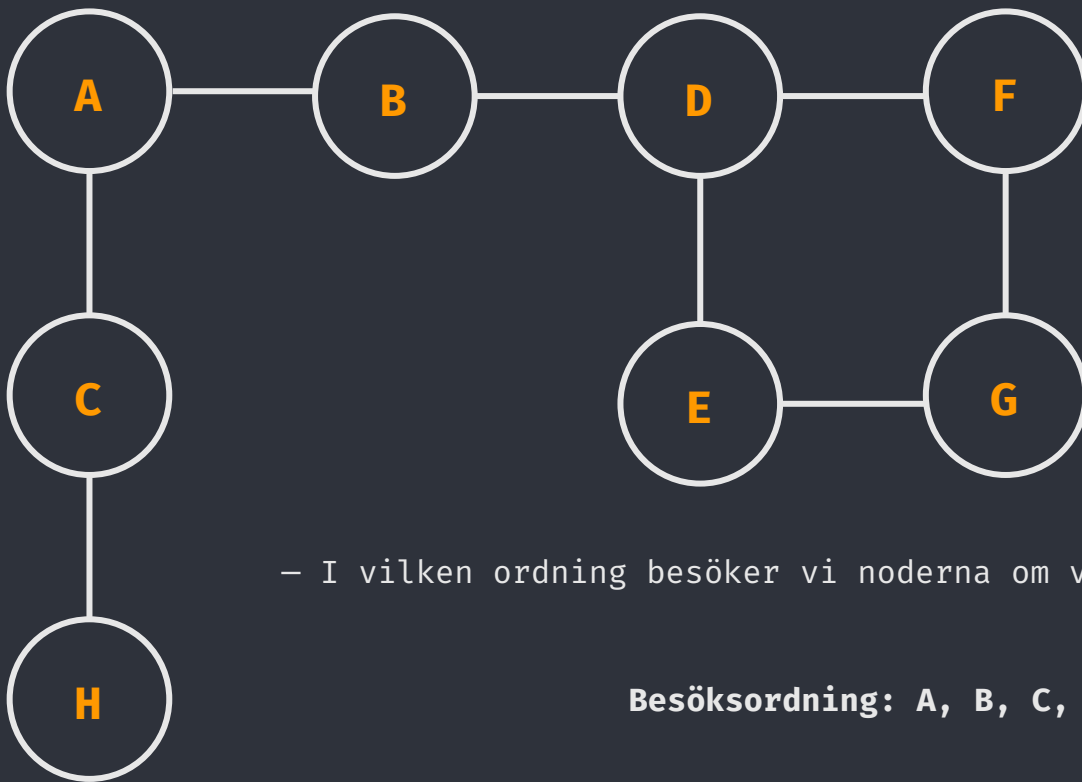 A B D F
C E G
— I vilken ordning besöker vi noderna om
H
Besöksordning: A, B, C,